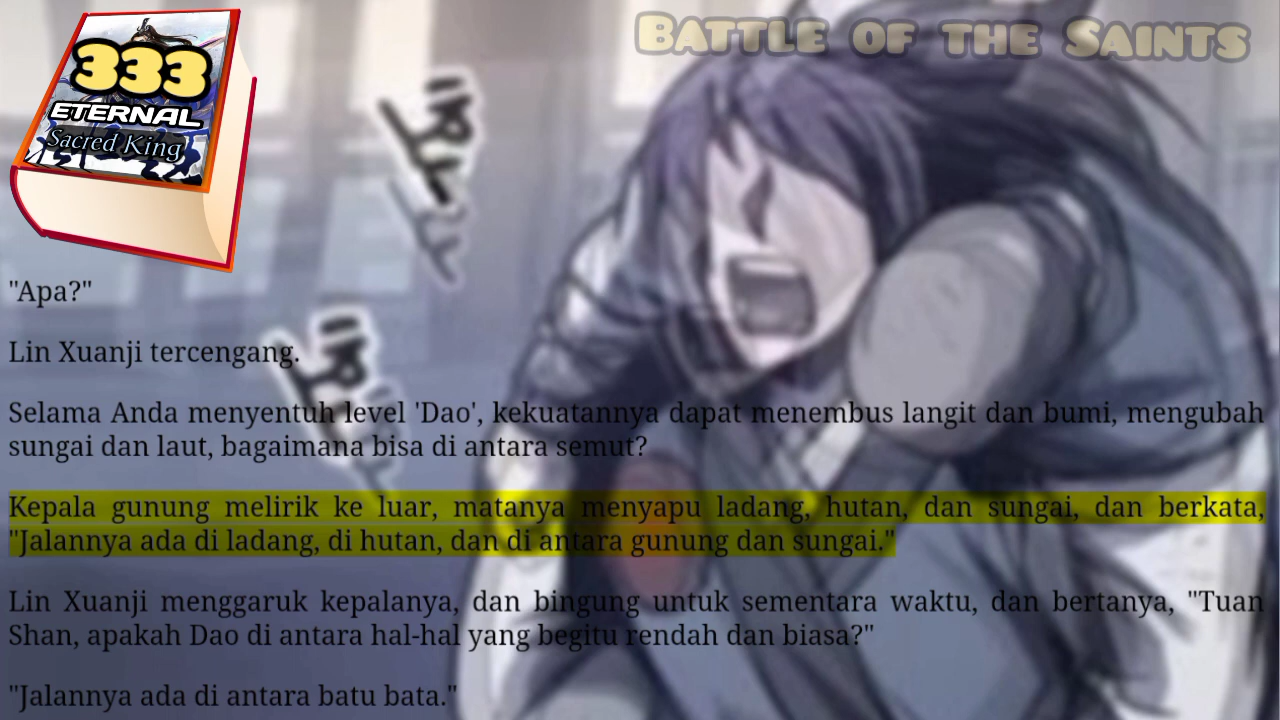 BATTLE OF THE SAINTS
333
ETERNAL
Sacred King
"Apa?"
Lin Xuanji tercengang.
Selama Anda menyentuh level 'Dao', kekuatannya dapat menembus langit dan bumi, mengubah
sungai dan laut, bagaimana bisa di antara semut?
Kepala gunung melirik ke luar, matanya menyapu ladang, hutan, dan sungai, dan berkata,
"Jalannya ada di ladang, di hutan, dan di antara gunung dan sungai."
Lin Xuanji menggaruk kepalanya, dan bingung untuk sementara waktu, dan bertanya, "Tuan
Shan, apakah Dao di antara hal-hal yang begitu rendah dan biasa?"
"Jalannya ada di antara batu bata."